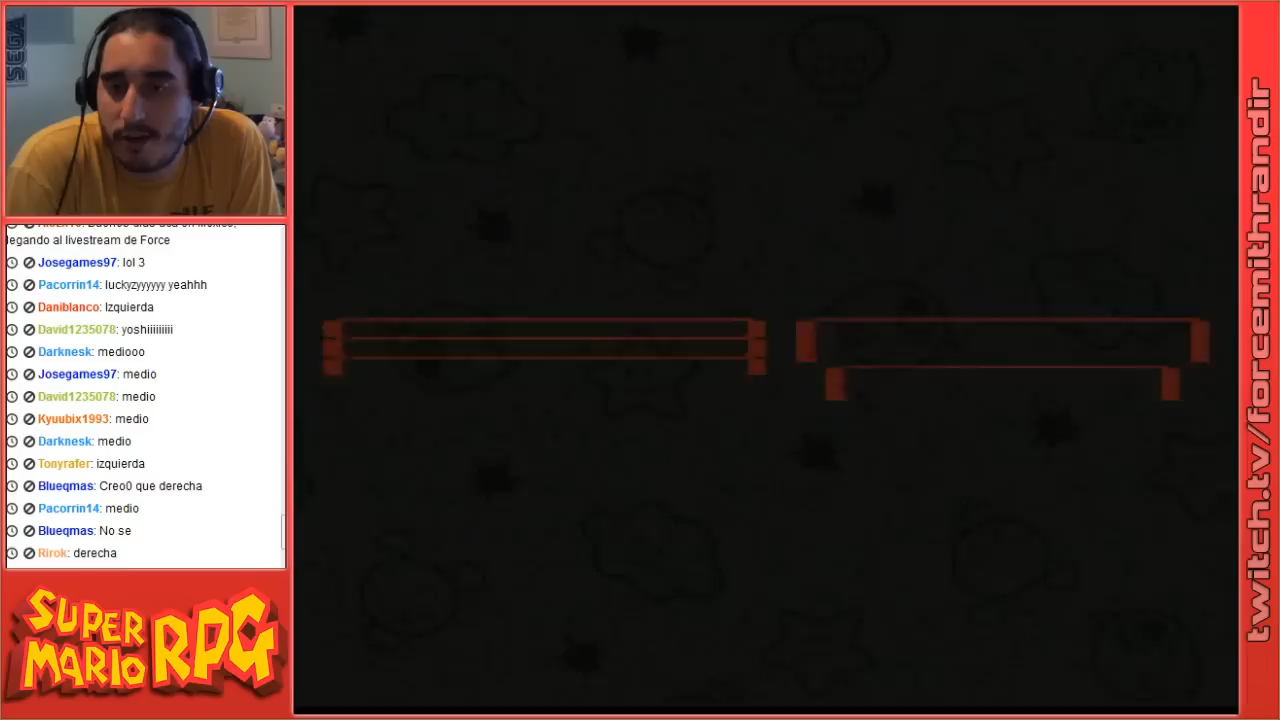 SEGA
legando al livestream de Force
Josegames97: lol 3
Pacorrin14: luckyzyyyyyy yeahhh
Daniblanco: Izquierda
David1235078: yoshiiiiiiiii
Darknesk: mediooo
Josegames97: medio
David1235078: medio
Kyuubix1993: medio
Darknesk: medio
Tonyrafer: izquierda
Blueqmas: Creo0 que derecha
Pacorrin14: medio
Blueqmas: No se
Rirok: derecha
SUPER
MARIO RPG
twitch.tv/forcemithrandir